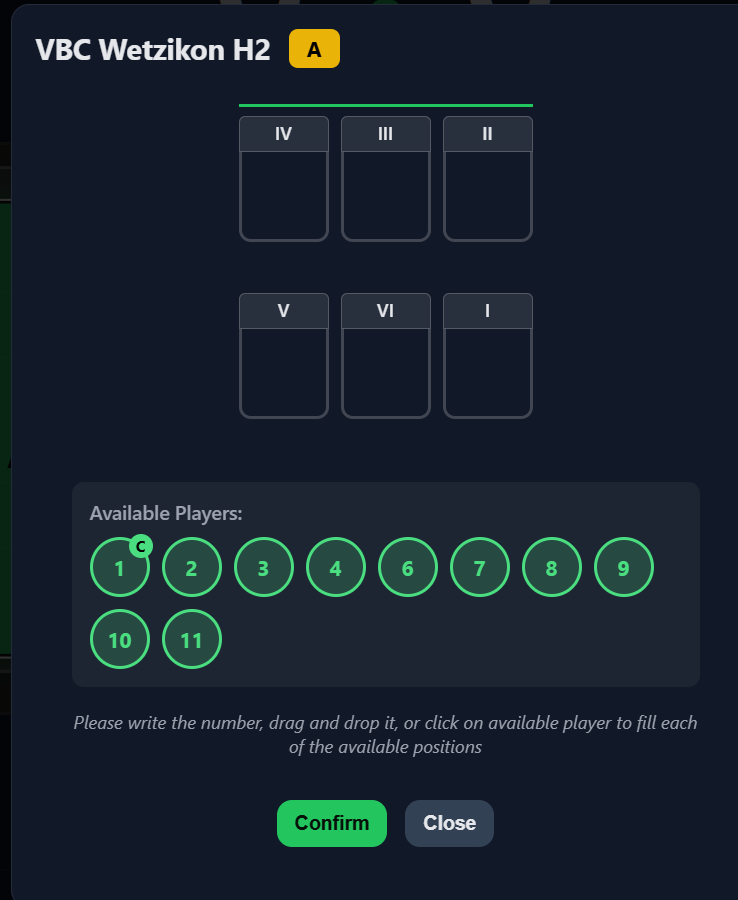 VBC Wetzikon H2 A
IV III II
V VI I
Available Players:
1 C 2 3 4 6 7 8 9
10 11
Please write the number, drag and drop it, or click on available player to fill each
of the available positions
Confirm Close